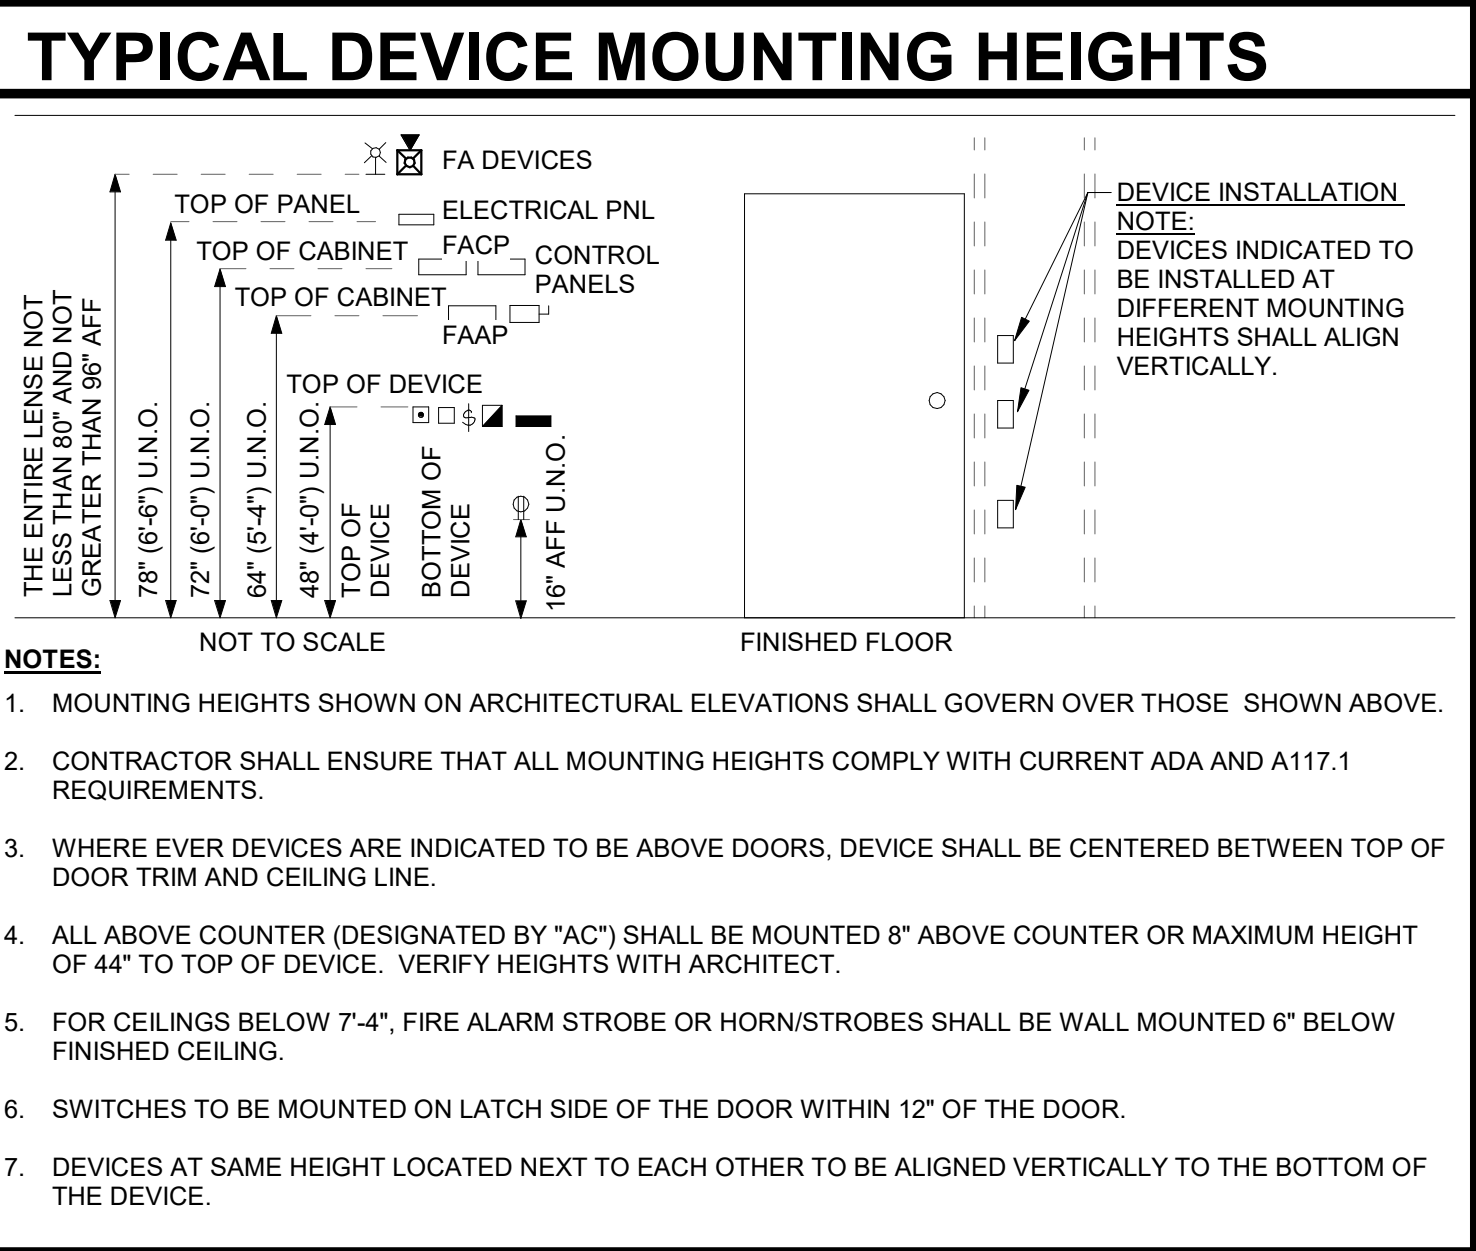 TYPICAL DEVICE MOUNTING HEIGHTS
FA DEVICES
TOP OF PANEL
ELECTRICAL PNL
TOP OF CABINET
FACP
CONTROL
PANELS
TOP OF CABINET
FAAP
TOP OF DEVICE
THE ENTIRE LENSE NOT
LESS THAN 80" AND NOT
GREATER THAN 96" AFF
78" (6'-6") U.N.O.
72" (6'-0") U.N.O.
64" (5'-4") U.N.O.
48" (4'-0") U.N.O.
TOP OF
DEVICE
BOTTOM OF
DEVICE
16" AFF U.N.O.
DEVICE INSTALLATION
NOTE:
DEVICES INDICATED TO
BE INSTALLED AT
DIFFERENT MOUNTING
HEIGHTS SHALL ALIGN
VERTICALLY.
NOT TO SCALE
FINISHED FLOOR
NOTES:
1. MOUNTING HEIGHTS SHOWN ON ARCHITECTURAL ELEVATIONS SHALL GOVERN OVER THOSE SHOWN ABOVE.
2. CONTRACTOR SHALL ENSURE THAT ALL MOUNTING HEIGHTS COMPLY WITH CURRENT ADA AND A117.1
REQUIREMENTS.
3. WHERE EVER DEVICES ARE INDICATED TO BE ABOVE DOORS, DEVICE SHALL BE CENTERED BETWEEN TOP OF
DOOR TRIM AND CEILING LINE.
4. ALL ABOVE COUNTER (DESIGNATED BY "AC") SHALL BE MOUNTED 8" ABOVE COUNTER OR MAXIMUM HEIGHT
OF 44" TO TOP OF DEVICE. VERIFY HEIGHTS WITH ARCHITECT.
5. FOR CEILINGS BELOW 7'-4", FIRE ALARM STROBE OR HORN/STROBES SHALL BE WALL MOUNTED 6" BELOW
FINISHED CEILING.
6. SWITCHES TO BE MOUNTED ON LATCH SIDE OF THE DOOR WITHIN 12" OF THE DOOR.
7. DEVICES AT SAME HEIGHT LOCATED NEXT TO EACH OTHER TO BE ALIGNED VERTICALLY TO THE BOTTOM OF
THE DEVICE.